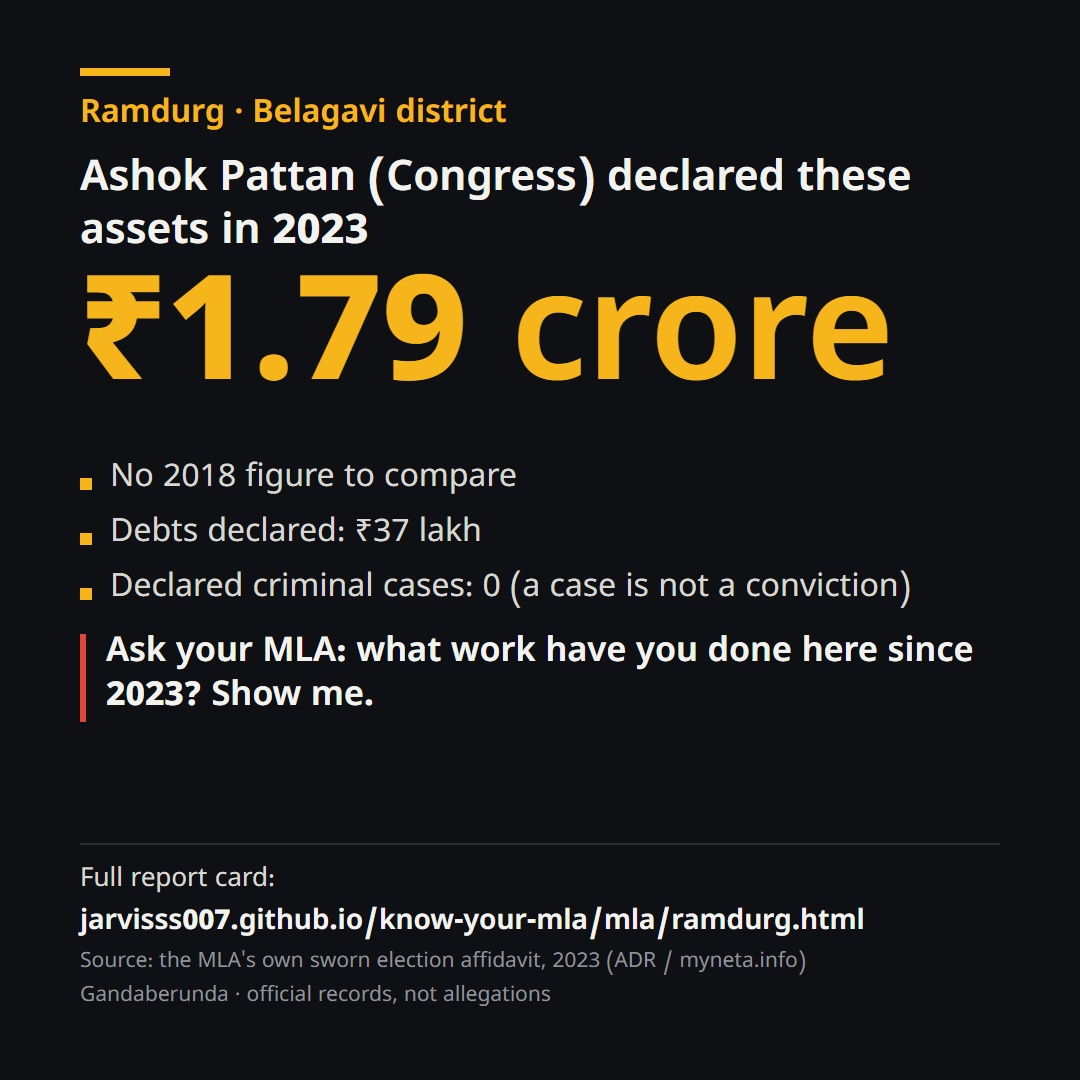 Ramdurg · Belagavi district
Ashok Pattan (Congress) declared these
assets in 2023
₹1.79 crore
No 2018 figure to compare
Debts declared: ₹37 lakh
Declared criminal cases: 0 (a case is not a conviction)
Ask your MLA: what work have you done here since
2023? Show me.
Full report card:
jarvisss007.github.io/know-your-mla/mla/ramdurg.html
Source: the MLA's own sworn election affidavit, 2023 (ADR / myneta.info)
Gandaberunda · official records, not allegations